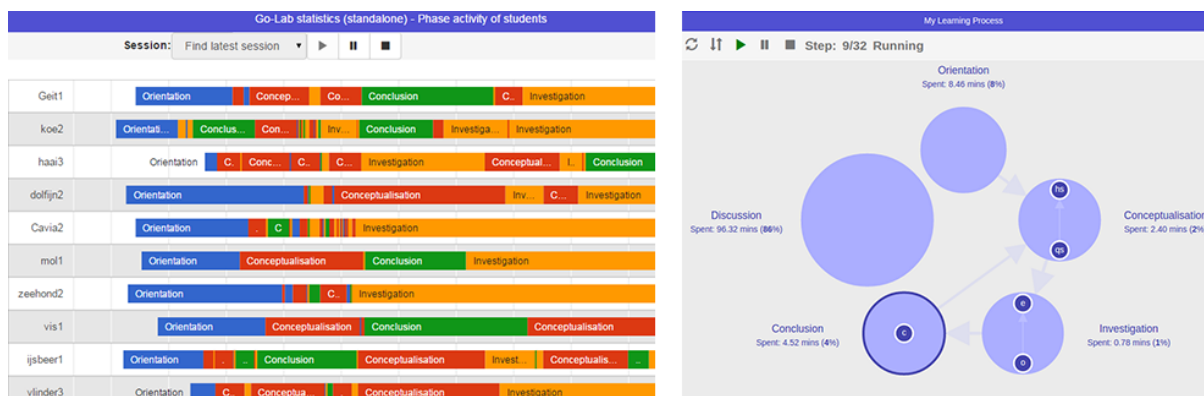 Go-Lab statistics (standalone) - Phase activity of students
Session: Find latest session
Geit1 Orientation Concep... Co... Conclusion C.. Investigation
koe2 Orientati... Conclus... Con... Inv... Conclusion Investiga... Investigation
haai3 Orientation C. Conc... C... C... Investigation Conceptual... I.. Conclusion
dolfijn2 Orientation Conceptualisation Inv... C... Investigation
Cavia2 Orientation . C Investigation
mol1 Orientation Conceptualisation Conclusion Investigation
zeehond2 Orientation C.. Investigation
vis1 Orientation Conceptualisation Conclusion Conceptualisation
ijsbeer1 Orientation . .. Conclusion Conceptualisation Invest... Conceptualis... ..
vlinder3 Orientation C... Conceptua... Conceptualisation Investigation
My Learning Process
Step: 9/32 Running
Orientation
Spent: 8.46 mins (8%)
hs
Discussion
Spent: 96.32 mins (86%)
Conceptualisation
Spent: 2.40 mins (2%
qs
e
Conclusion
Spent: 4.52 mins (4%)
c
Investigation
Spent: 0.78 mins (1%)
o